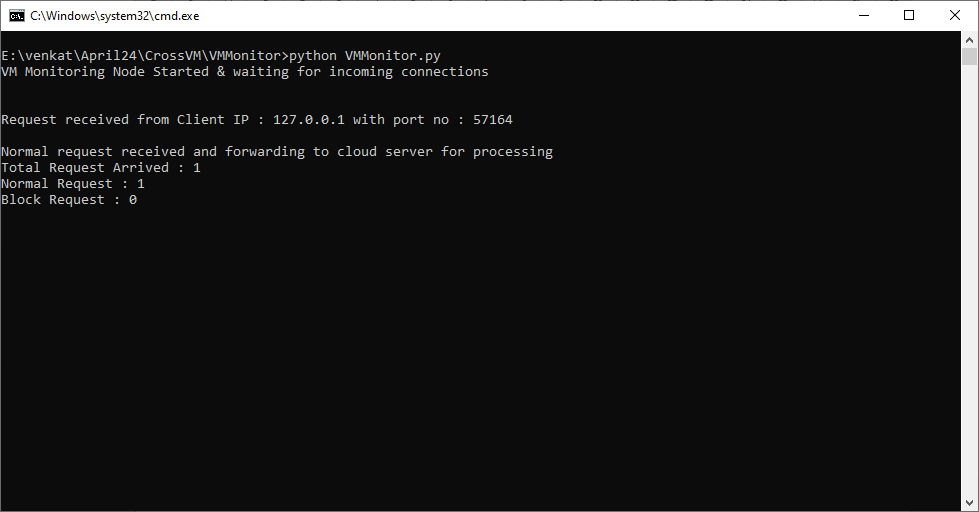 C:\Windows\system32\cmd.exe
E:\venkat\April24\CrossVM\VMMonitor>python VMMonitor.py
VM Monitoring Node Started & waiting for incoming connections
Request received from Client IP : 127.0.0.1 with port no : 57164
Normal request received and forwarding to cloud server for processing
Total Request Arrived : 1
Normal Request : 1
Block Request : 0